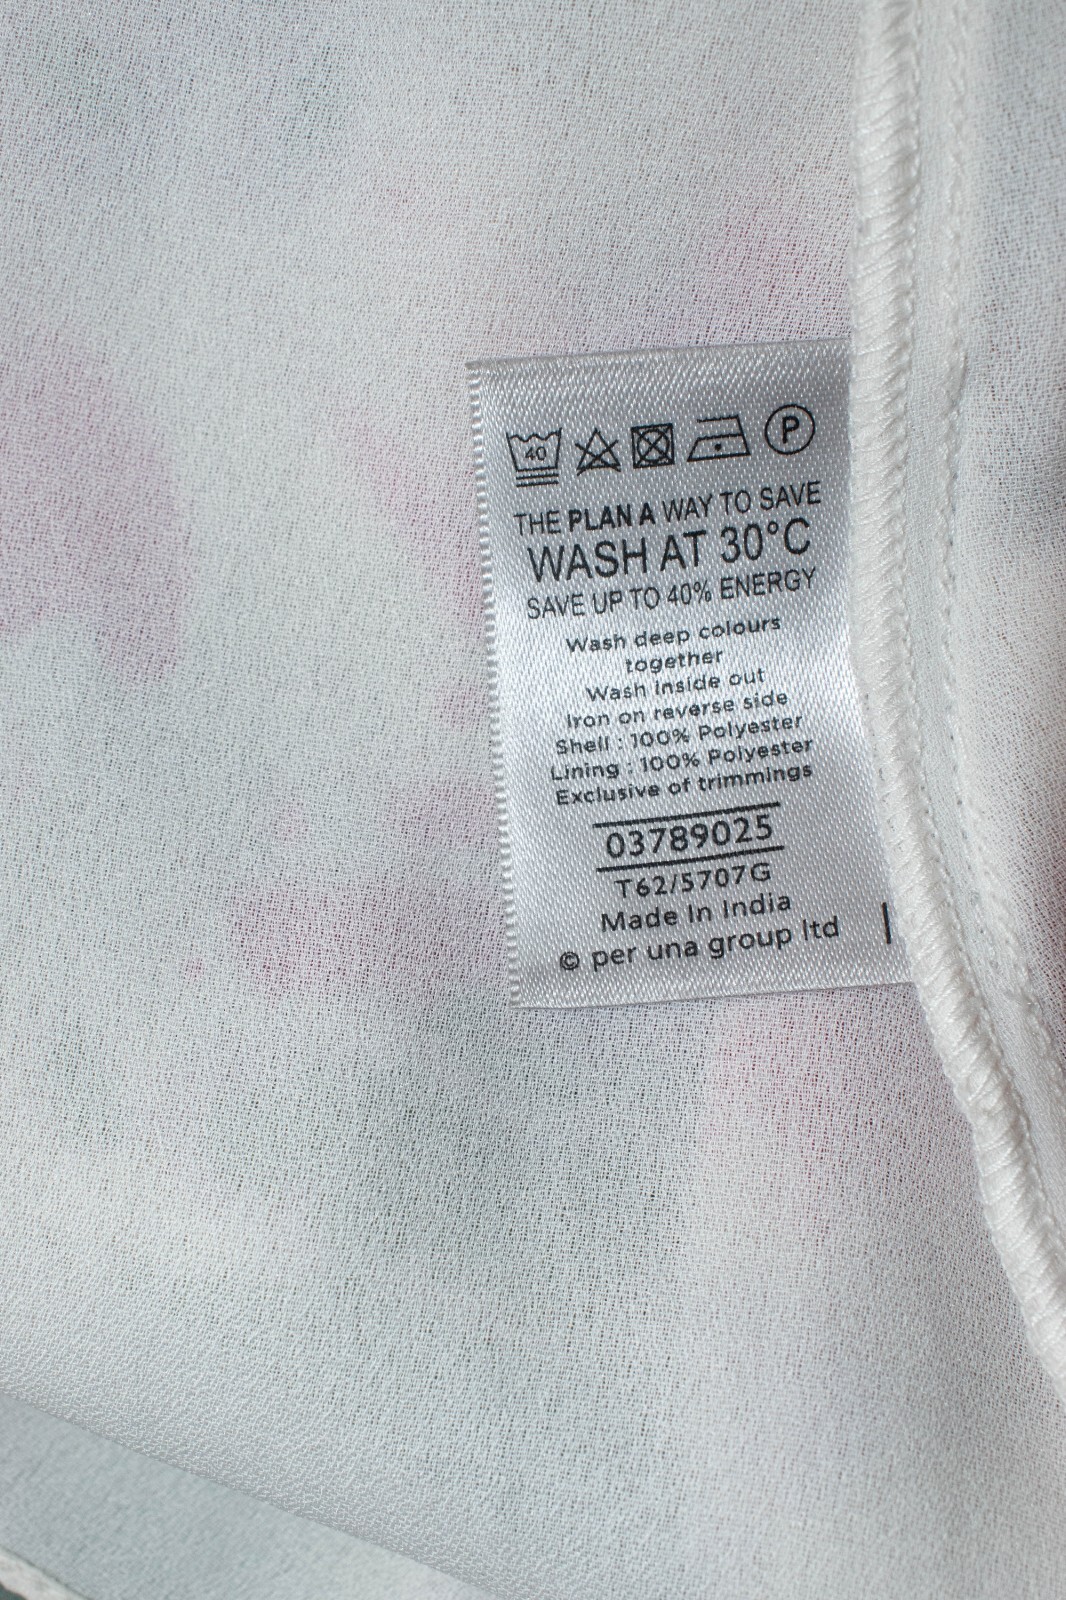 40 P
THE PLAN A WAY TO SAVE
WASH AT 30°C
SAVE UP TO 40% ENERGY
Wash deep colours
together
Wash inside out
Iron on reverse side
Shell : 100% Polyester
Lining : 100% Polyester
Exclusive of trimmings
03789025
T62/5707G
Made In India
© per una group ltd